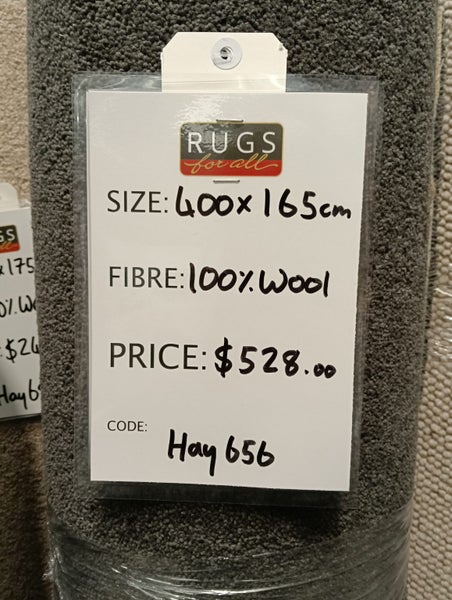 RUGS
for all
SIZE: 400x165cm
FIBRE: 100% Wool
PRICE: $528.00
CODE:
Hay 656